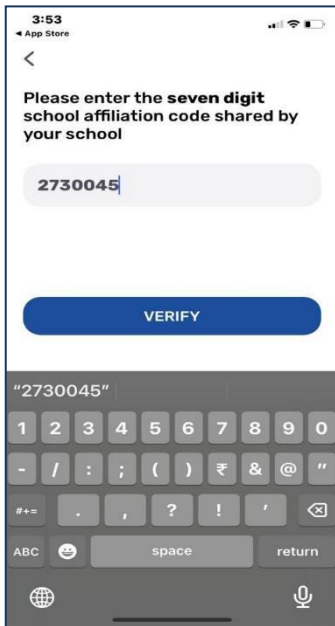 3:53
◀ App Store
Please enter the seven digit
school affiliation code shared by
your school
2730045
VERIFY
"2730045"
1 2 3 4 5 6 7 8 9 0
- / : ; ( ) ₹ & @ "
#+= . , ? ! '
ABC space return